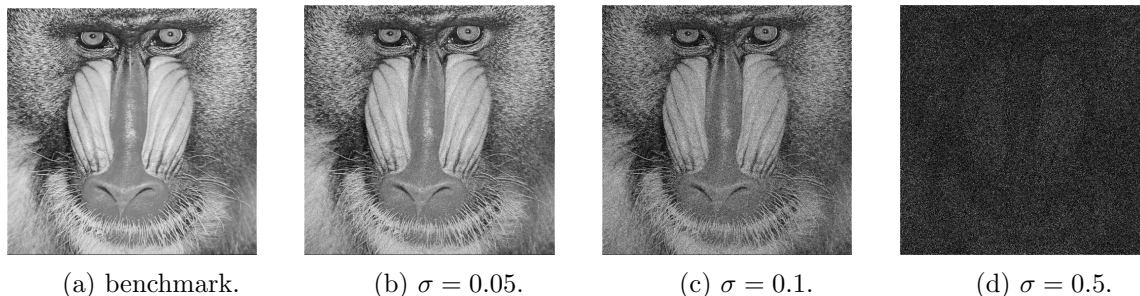 (a) benchmark.
(b) σ = 0.05.
(c) σ = 0.1.
(d) σ = 0.5.